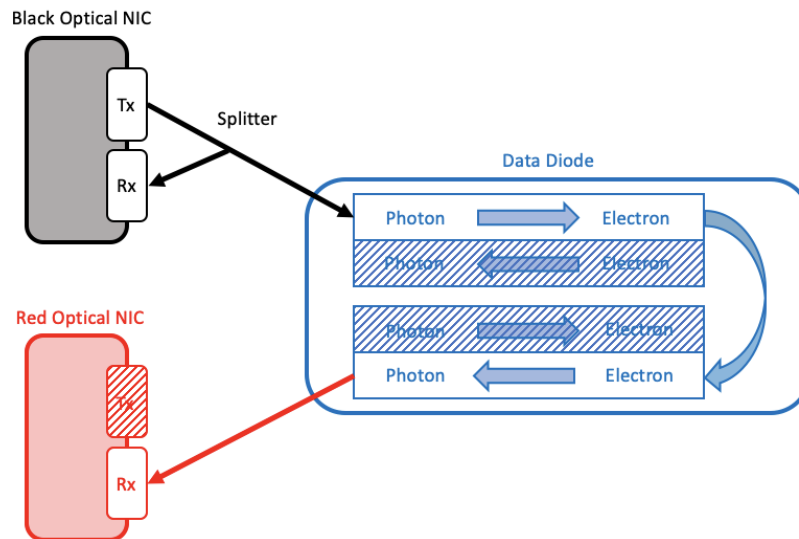 Black Optical NIC
Tx
Splitter
Rx
Data Diode
Photon Electron
Photon Electron
Red Optical NIC
Photon Electron
Photon Electron
Tx
Rx